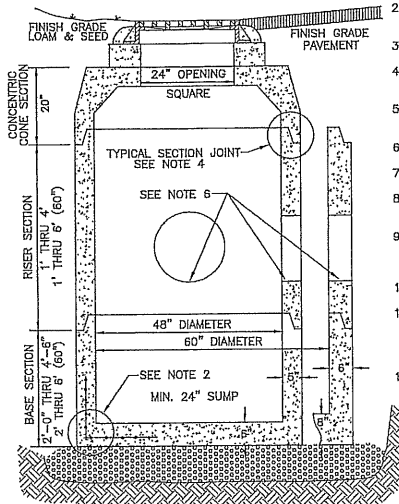 FINISH GRADE
LOAM & SEED
FINISH GRADE
PAVEMENT
24" OPENING
SQUARE
CONCENTRIC
CONE SECTION
20"
TYPICAL SECTION JOINT
SEE NOTE 4
SEE NOTE 6
RISER SECTION
1' THRU 4'
1' THRU 6' (60")
48" DIAMETER
60" DIAMETER
BASE SECTION
2'-0" THRU 4'-6"
2' THRU 6' (60")
SEE NOTE 2
MIN. 24" SUMP
5"
6"
8"
2
3
4
5
6
7
8
9
1
1
1